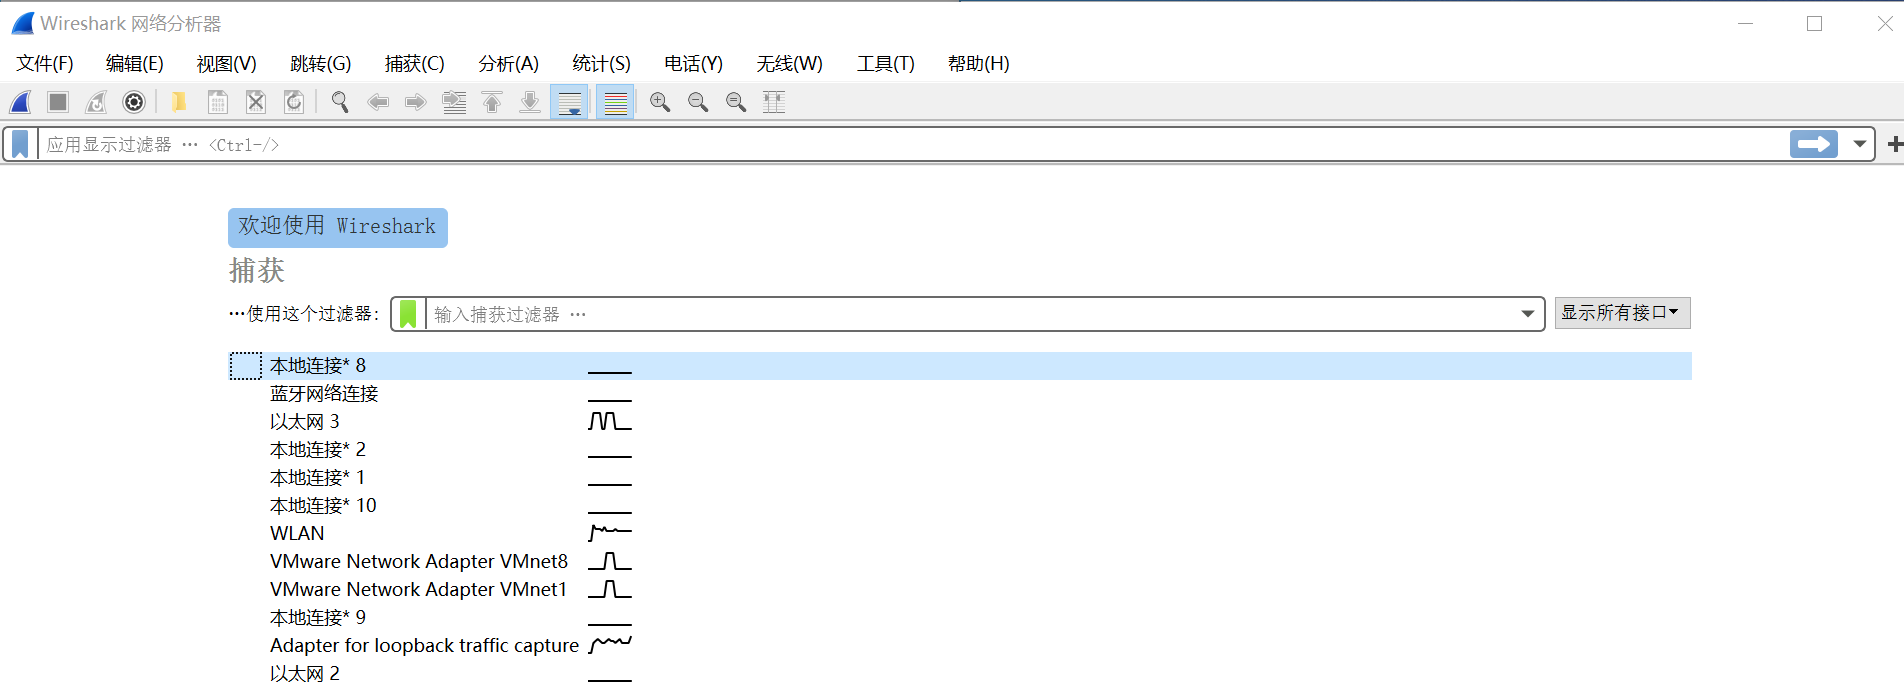 Wireshark 网络分析器
文件(F) 编辑(E) 视图(V) 跳转(G) 捕获(C) 分析(A) 统计(S) 电话(Y) 无线(W) 工具(T) 帮助(H)
应用显示过滤器 … <Ctrl-/>
欢迎使用 Wireshark
捕获
…使用这个过滤器: 输入捕获过滤器 … 显示所有接口
本地连接* 8
蓝牙网络连接
以太网 3
本地连接* 2
本地连接* 1
本地连接* 10
WLAN
VMware Network Adapter VMnet8
VMware Network Adapter VMnet1
本地连接* 9
Adapter for loopback traffic capture
以太网 2